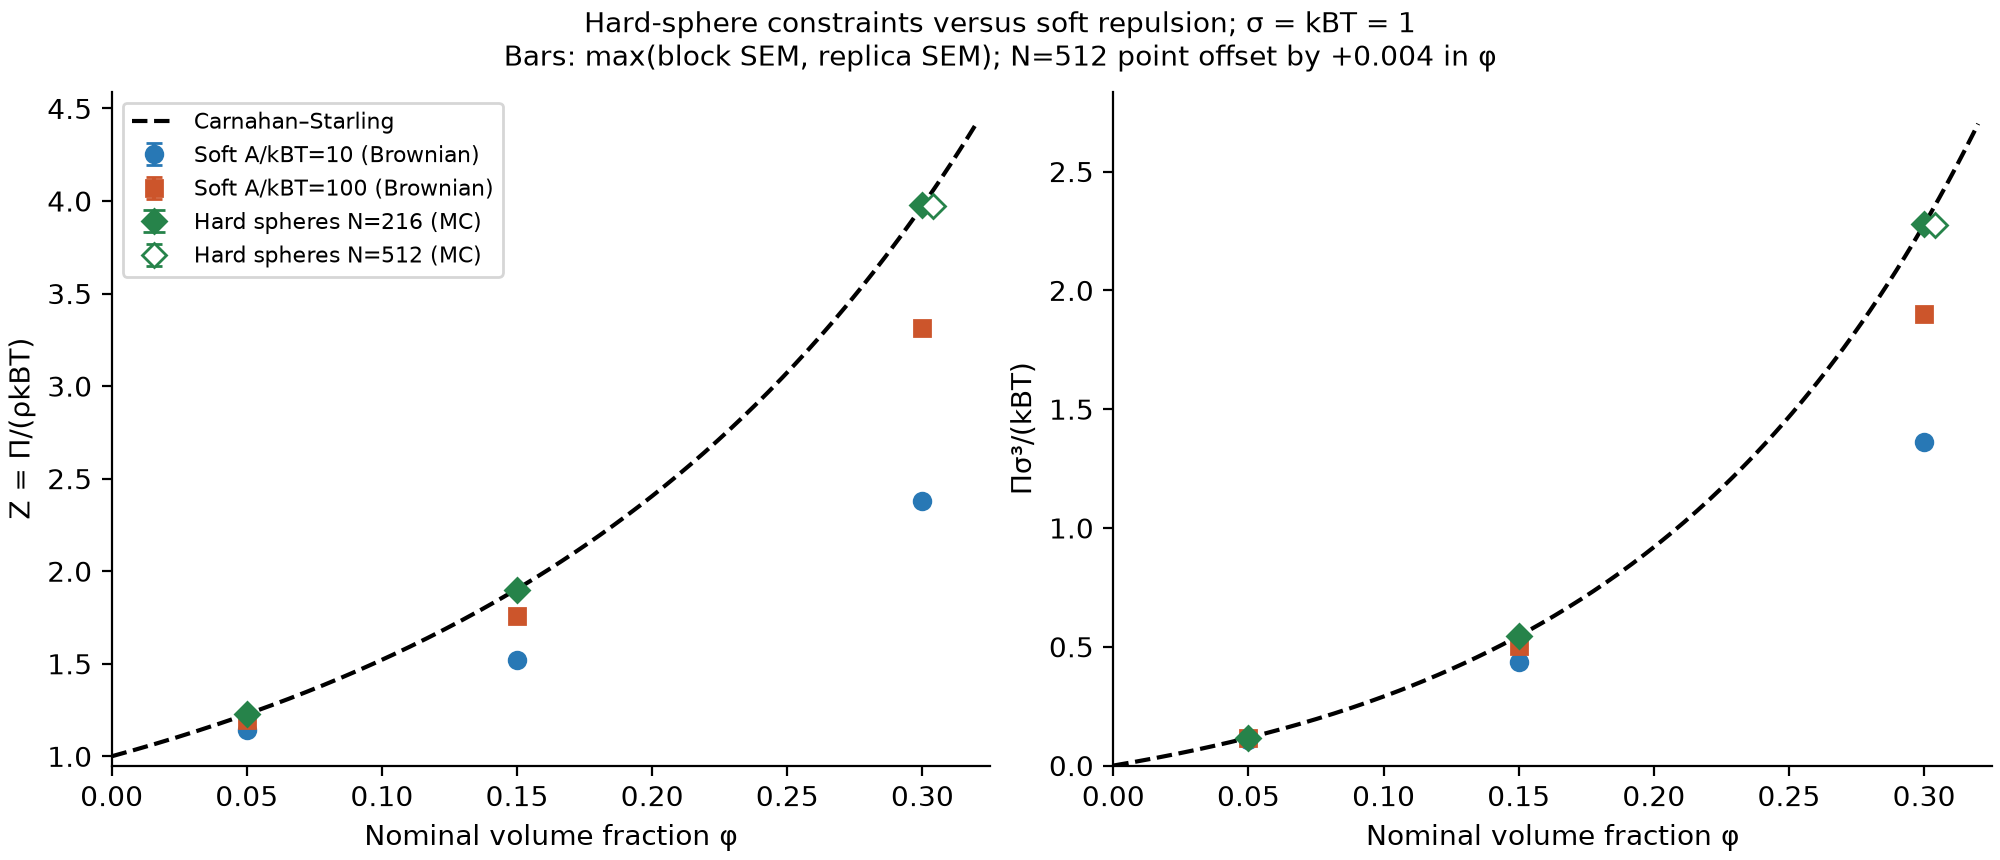 Hard-sphere constraints versus soft repulsion; σ = kBT = 1
Bars: max(block SEM, replica SEM); N=512 point offset by +0.004 in φ
Carnahan–Starling
Soft A/kBT=10 (Brownian)
Soft A/kBT=100 (Brownian)
Hard spheres N=216 (MC)
Hard spheres N=512 (MC)
Z = Π/(ρkBT)
4.5
4.0
3.5
3.0
2.5
2.0
1.5
1.0
0.00 0.05 0.10 0.15 0.20 0.25 0.30
Nominal volume fraction φ
Πσ³/(kBT)
2.5
2.0
1.5
1.0
0.5
0.0
0.00 0.05 0.10 0.15 0.20 0.25 0.30
Nominal volume fraction φ